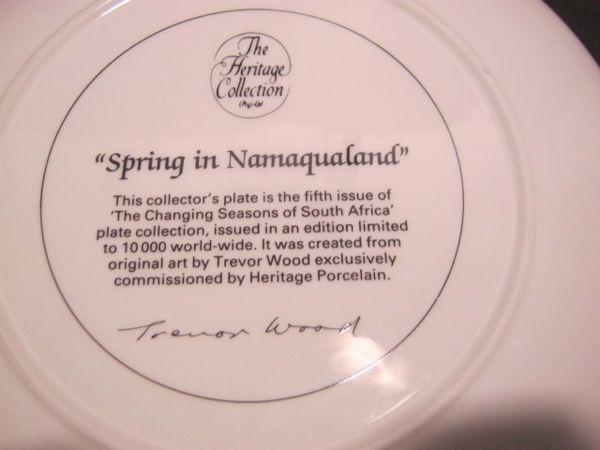 The
Heritage
Collection
(Pty) Ltd
"Spring in Namaqualand"
This collector's plate is the fifth issue of
'The Changing Seasons of South Africa'
plate collection, issued in an edition limited
to 10 000 world-wide. It was created from
original art by Trevor Wood exclusively
commissioned by Heritage Porcelain.
Trevor Wood